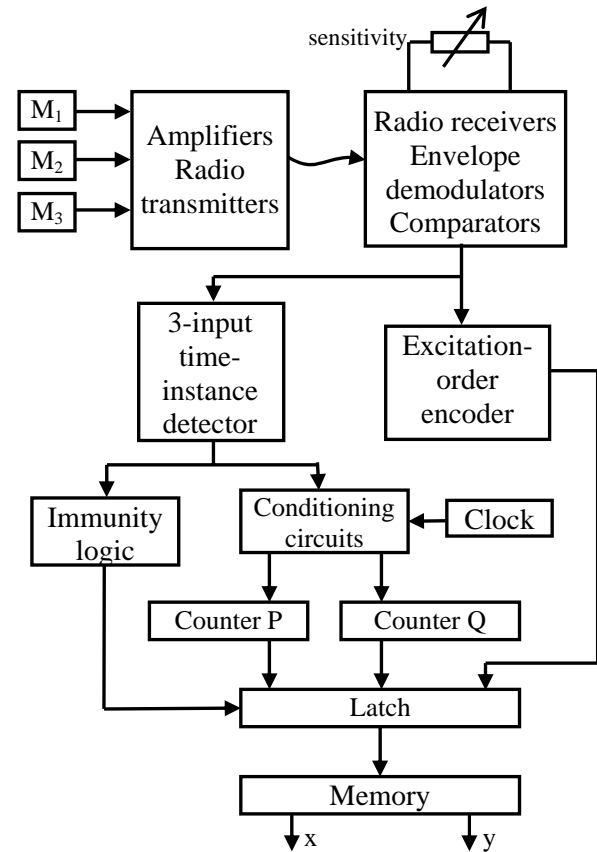 sensitivity
M₁
M₂
M₃
Amplifiers
Radio
transmitters
Radio receivers
Envelope
demodulators
Comparators
3-input
time-
instance
detector
Excitation-
order
encoder
Immunity
logic
Conditioning
circuits
Clock
Counter P
Counter Q
Latch
Memory
x
y